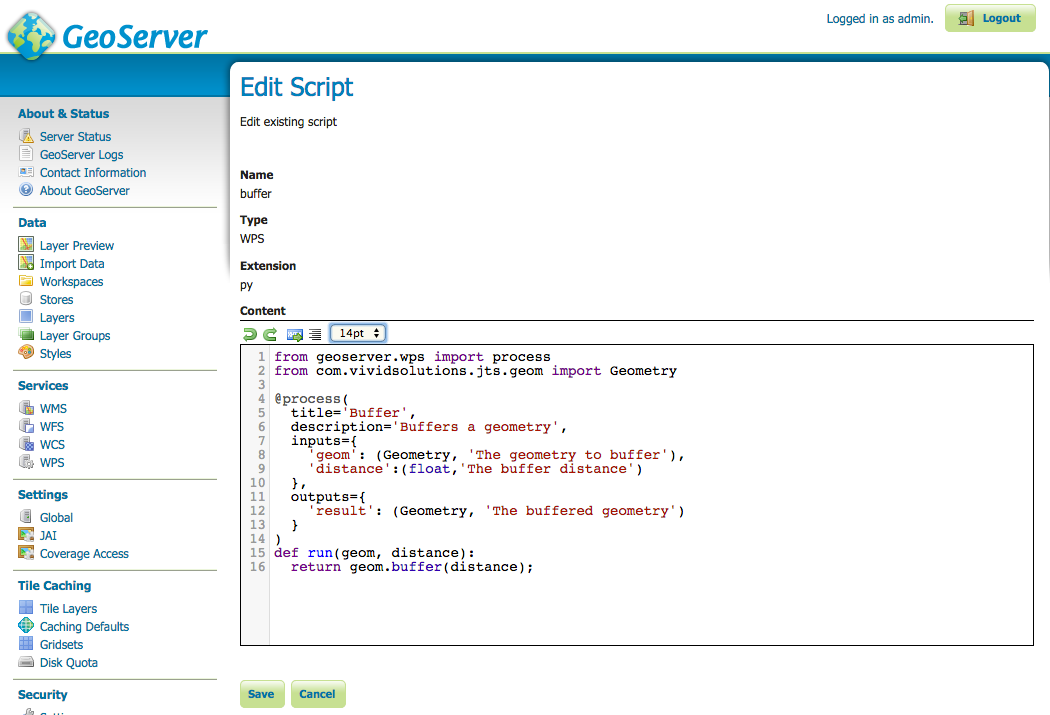 GeoServer
Logged in as admin.
Logout
About & Status
Server Status
GeoServer Logs
Contact Information
About GeoServer
Data
Layer Preview
Import Data
Workspaces
Stores
Layers
Layer Groups
Styles
Services
WMS
WFS
WCS
WPS
Settings
Global
JAI
Coverage Access
Tile Caching
Tile Layers
Caching Defaults
Gridsets
Disk Quota
Security
Edit Script
Edit existing script
Name
buffer
Type
WPS
Extension
py
Content
14pt
1 from geoserver.wps import process
2 from com.vividsolutions.jts.geom import Geometry
3
4 @process(
5   title='Buffer',
6   description='Buffers a geometry',
7   inputs={
8     'geom': (Geometry, 'The geometry to buffer'),
9     'distance':(float,'The buffer distance')
10   },
11   outputs={
12     'result': (Geometry, 'The buffered geometry')
13   }
14 )
15 def run(geom, distance):
16   return geom.buffer(distance);
Save
Cancel